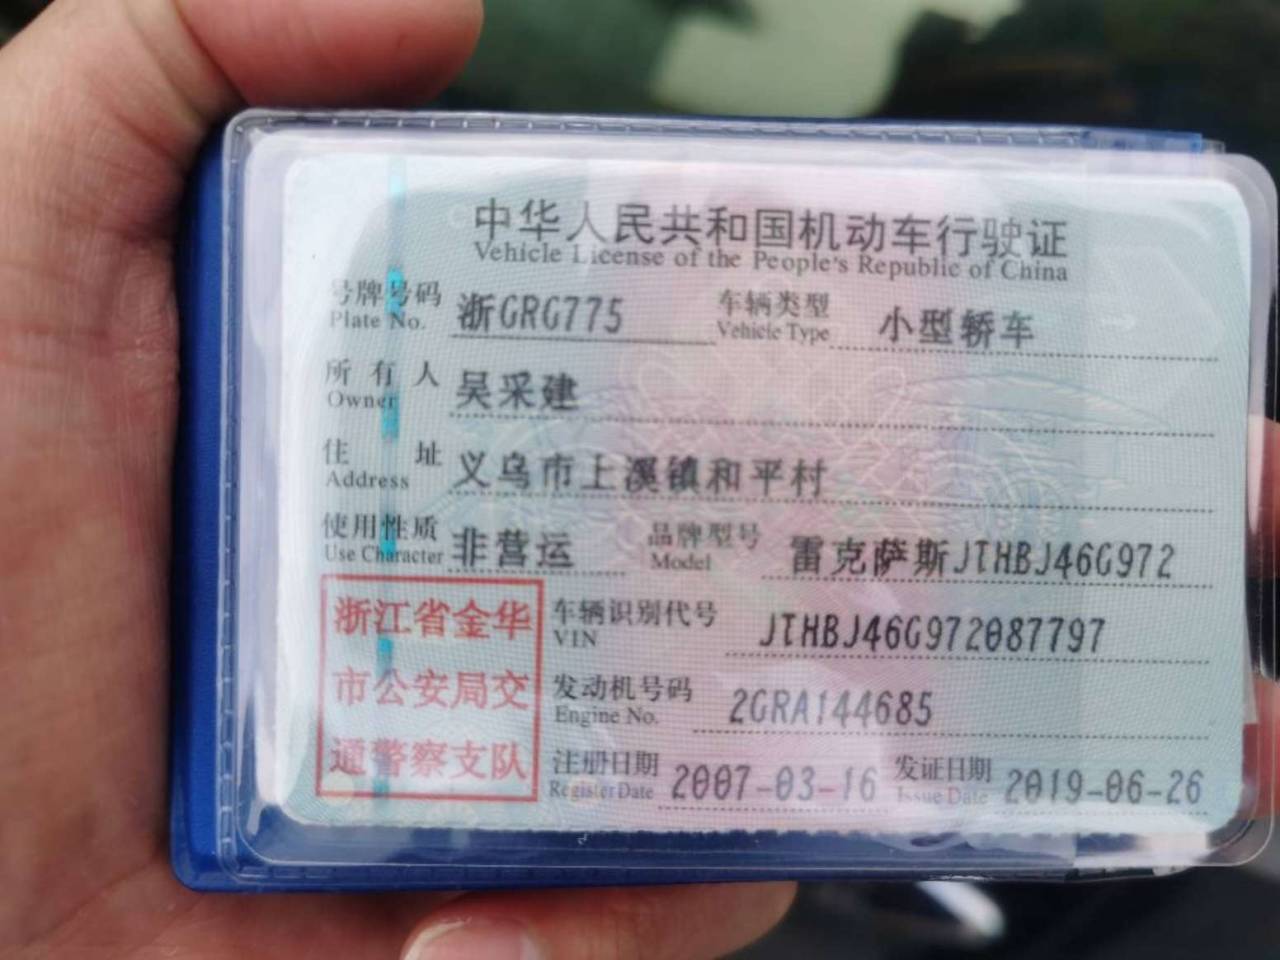 中华人民共和国机动车行驶证
Vehicle License of the People's Republic of China
号牌号码 浙GRG775 车辆类型 小型轿车
Plate No. Vehicle Type
所有人 吴采建
Owner
住址 义乌市上溪镇和平村
Address
使用性质 非营运 品牌型号 雷克萨斯JTHBJ46G972
Use Character Model
浙江省金华
市公安局交
通警察支队
车辆识别代号 JTHBJ46G972087797
VIN
发动机号码 2GRA144685
Engine No.
注册日期 2007-03-16 发证日期 2019-06-26
Register Date Issue Date